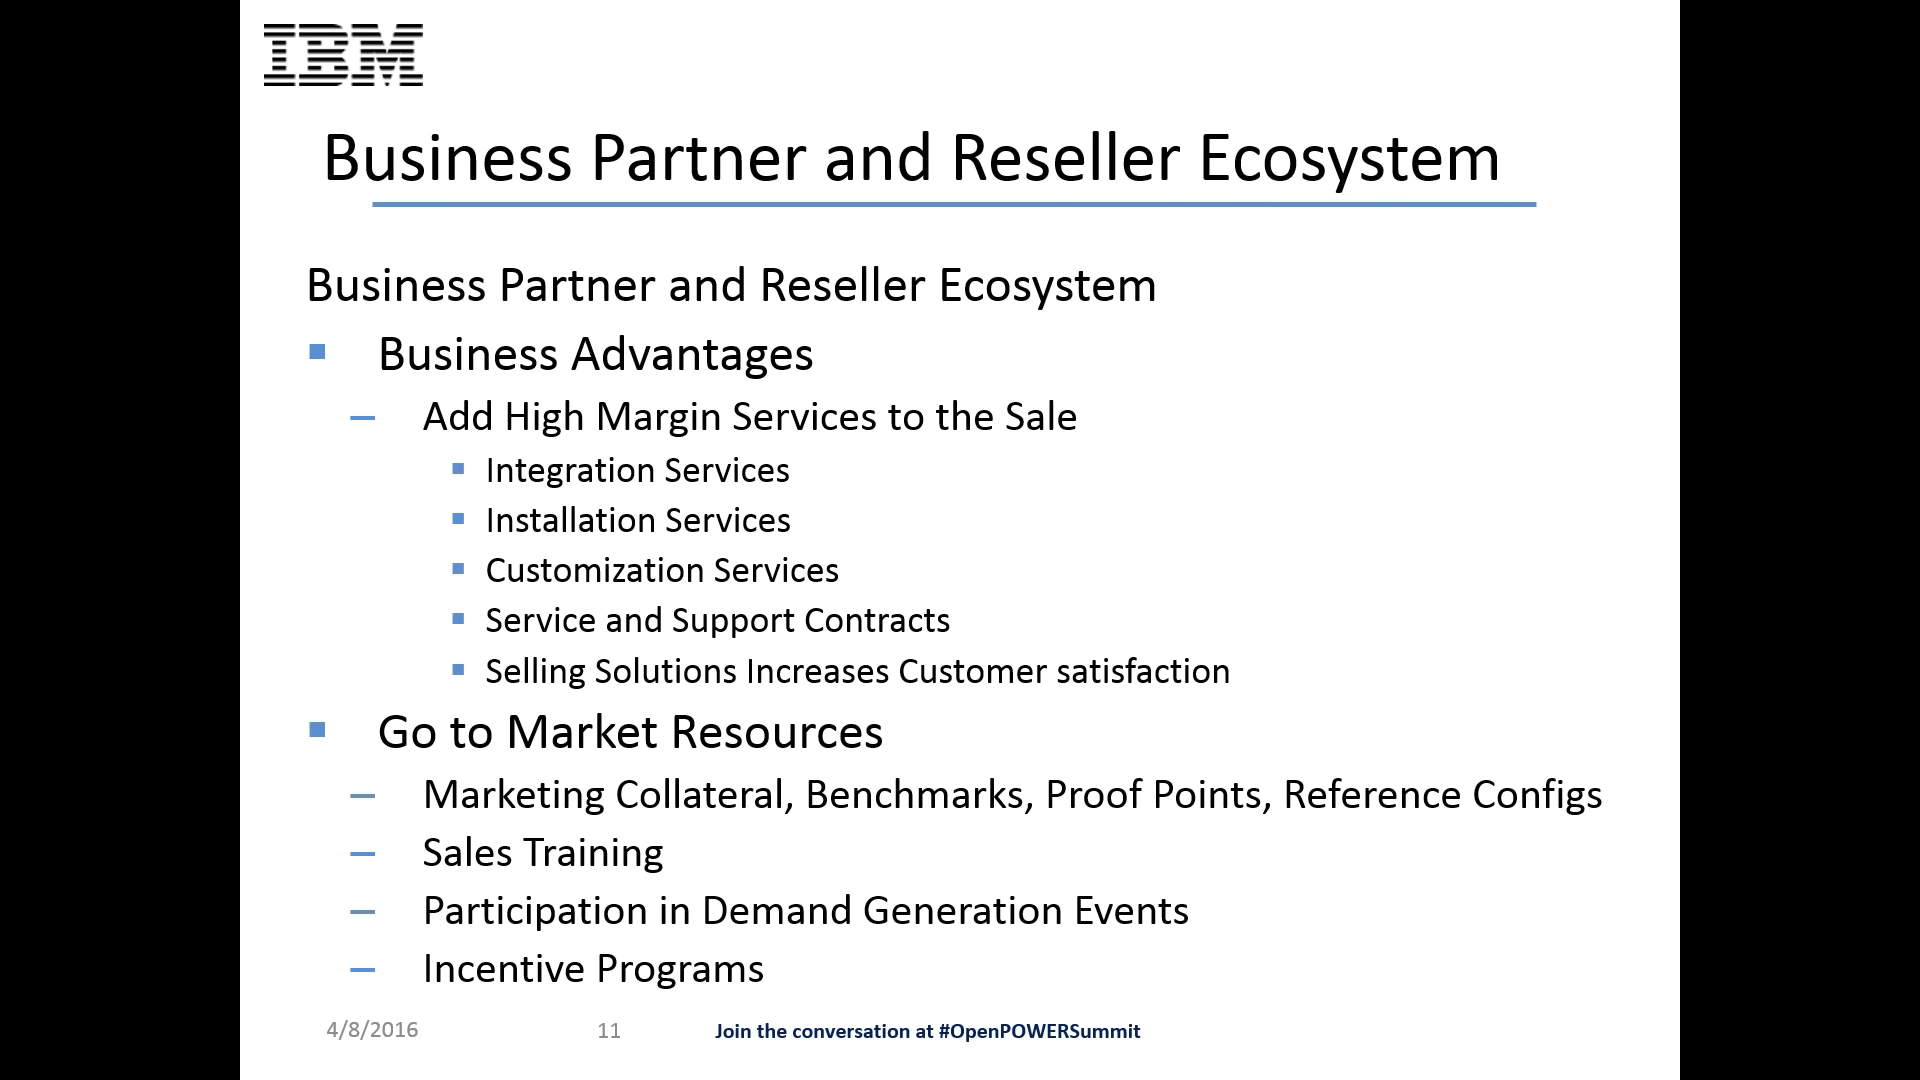 IBM
Business Partner and Reseller Ecosystem
Business Partner and Reseller Ecosystem
Business Advantages
Add High Margin Services to the Sale
Integration Services
Installation Services
Customization Services
Service and Support Contracts
Selling Solutions Increases Customer satisfaction
Go to Market Resources
Marketing Collateral, Benchmarks, Proof Points, Reference Configs
Sales Training
Participation in Demand Generation Events
Incentive Programs
4/8/2016 11 Join the conversation at #OpenPOWERSummit